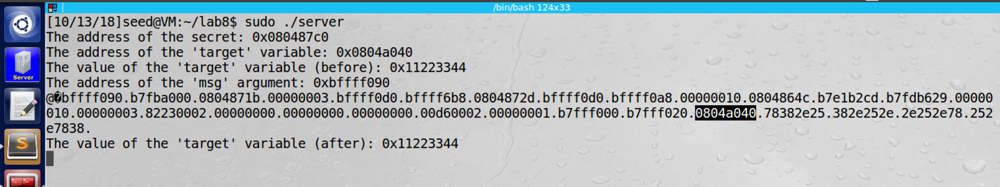 /bin/bash 124x33
[10/13/18]seed@VM:~/lab8$ sudo ./server
The address of the secret: 0x080487c0
The address of the 'target' variable: 0x0804a040
The value of the 'target' variable (before): 0x11223344
The address of the 'msg' argument: 0xbffff090
@�bffff090.b7fba000.0804871b.00000003.bffff0d0.bffff6b8.0804872d.bffff0d0.bffff0a8.00000010.0804864c.b7e1b2cd.b7fdb629.00000
010.00000003.82230002.00000000.00000000.00000000.00d60002.00000001.b7fff000.b7fff020.0804a040.78382e25.382e252e.2e252e78.252
e7838.
The value of the 'target' variable (after): 0x11223344
Server
S